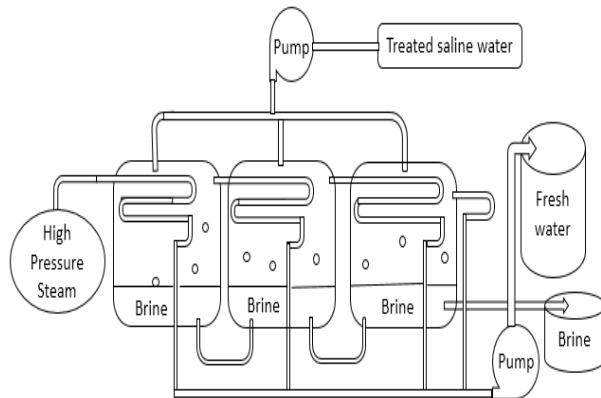 Pump
Treated saline water
High
Pressure
Steam
Brine
Brine
Brine
Fresh
water
Pump
Brine